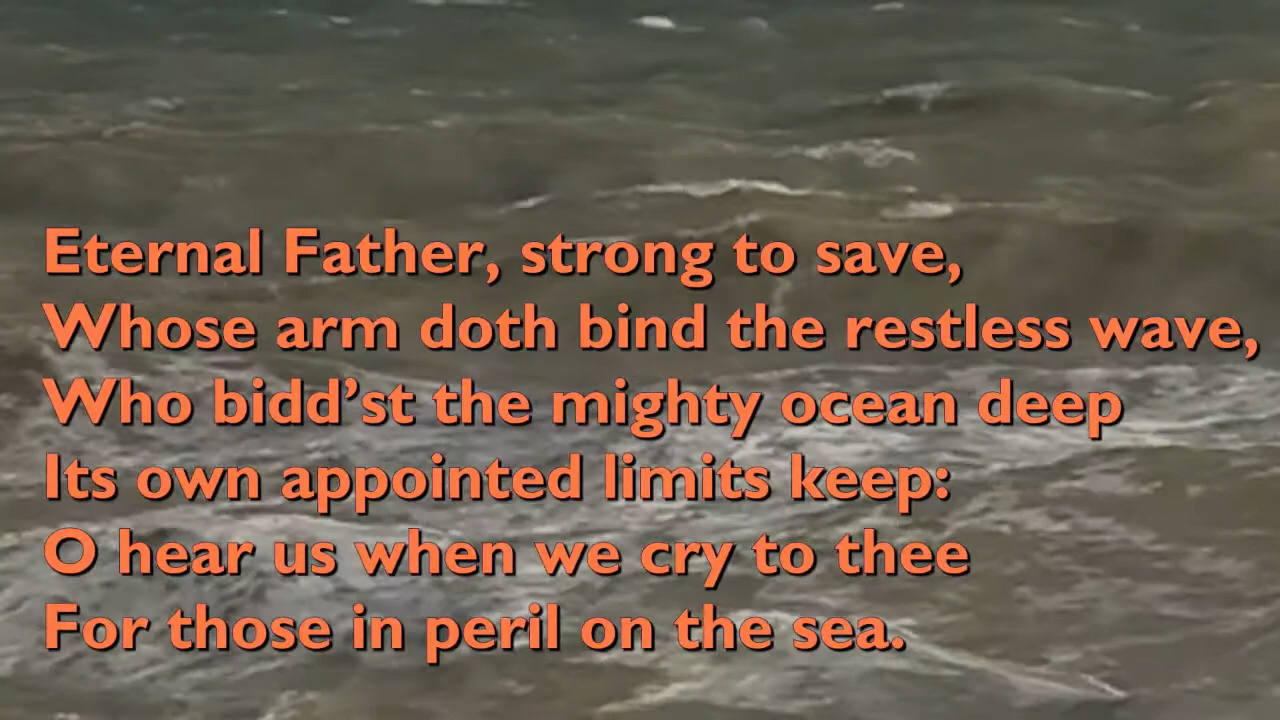 Eternal Father, strong to save,
Whose arm doth bind the restless wave,
Who bidd’st the mighty ocean deep
Its own appointed limits keep:
O hear us when we cry to thee
For those in peril on the sea.